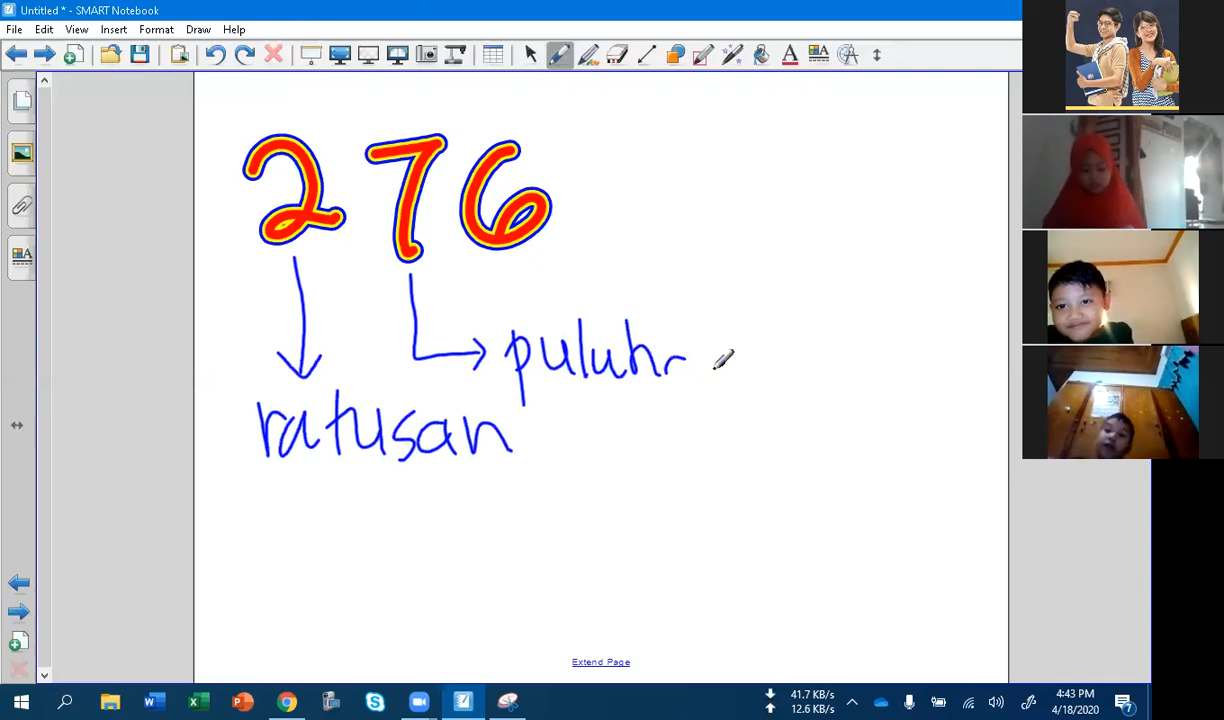 Untitled * - SMART Notebook
File Edit View Insert Format Draw Help
276
puluhr
ratusan
Extend Page
41.7 KB/s
12.6 KB/s
4:43 PM
4/18/2020
7